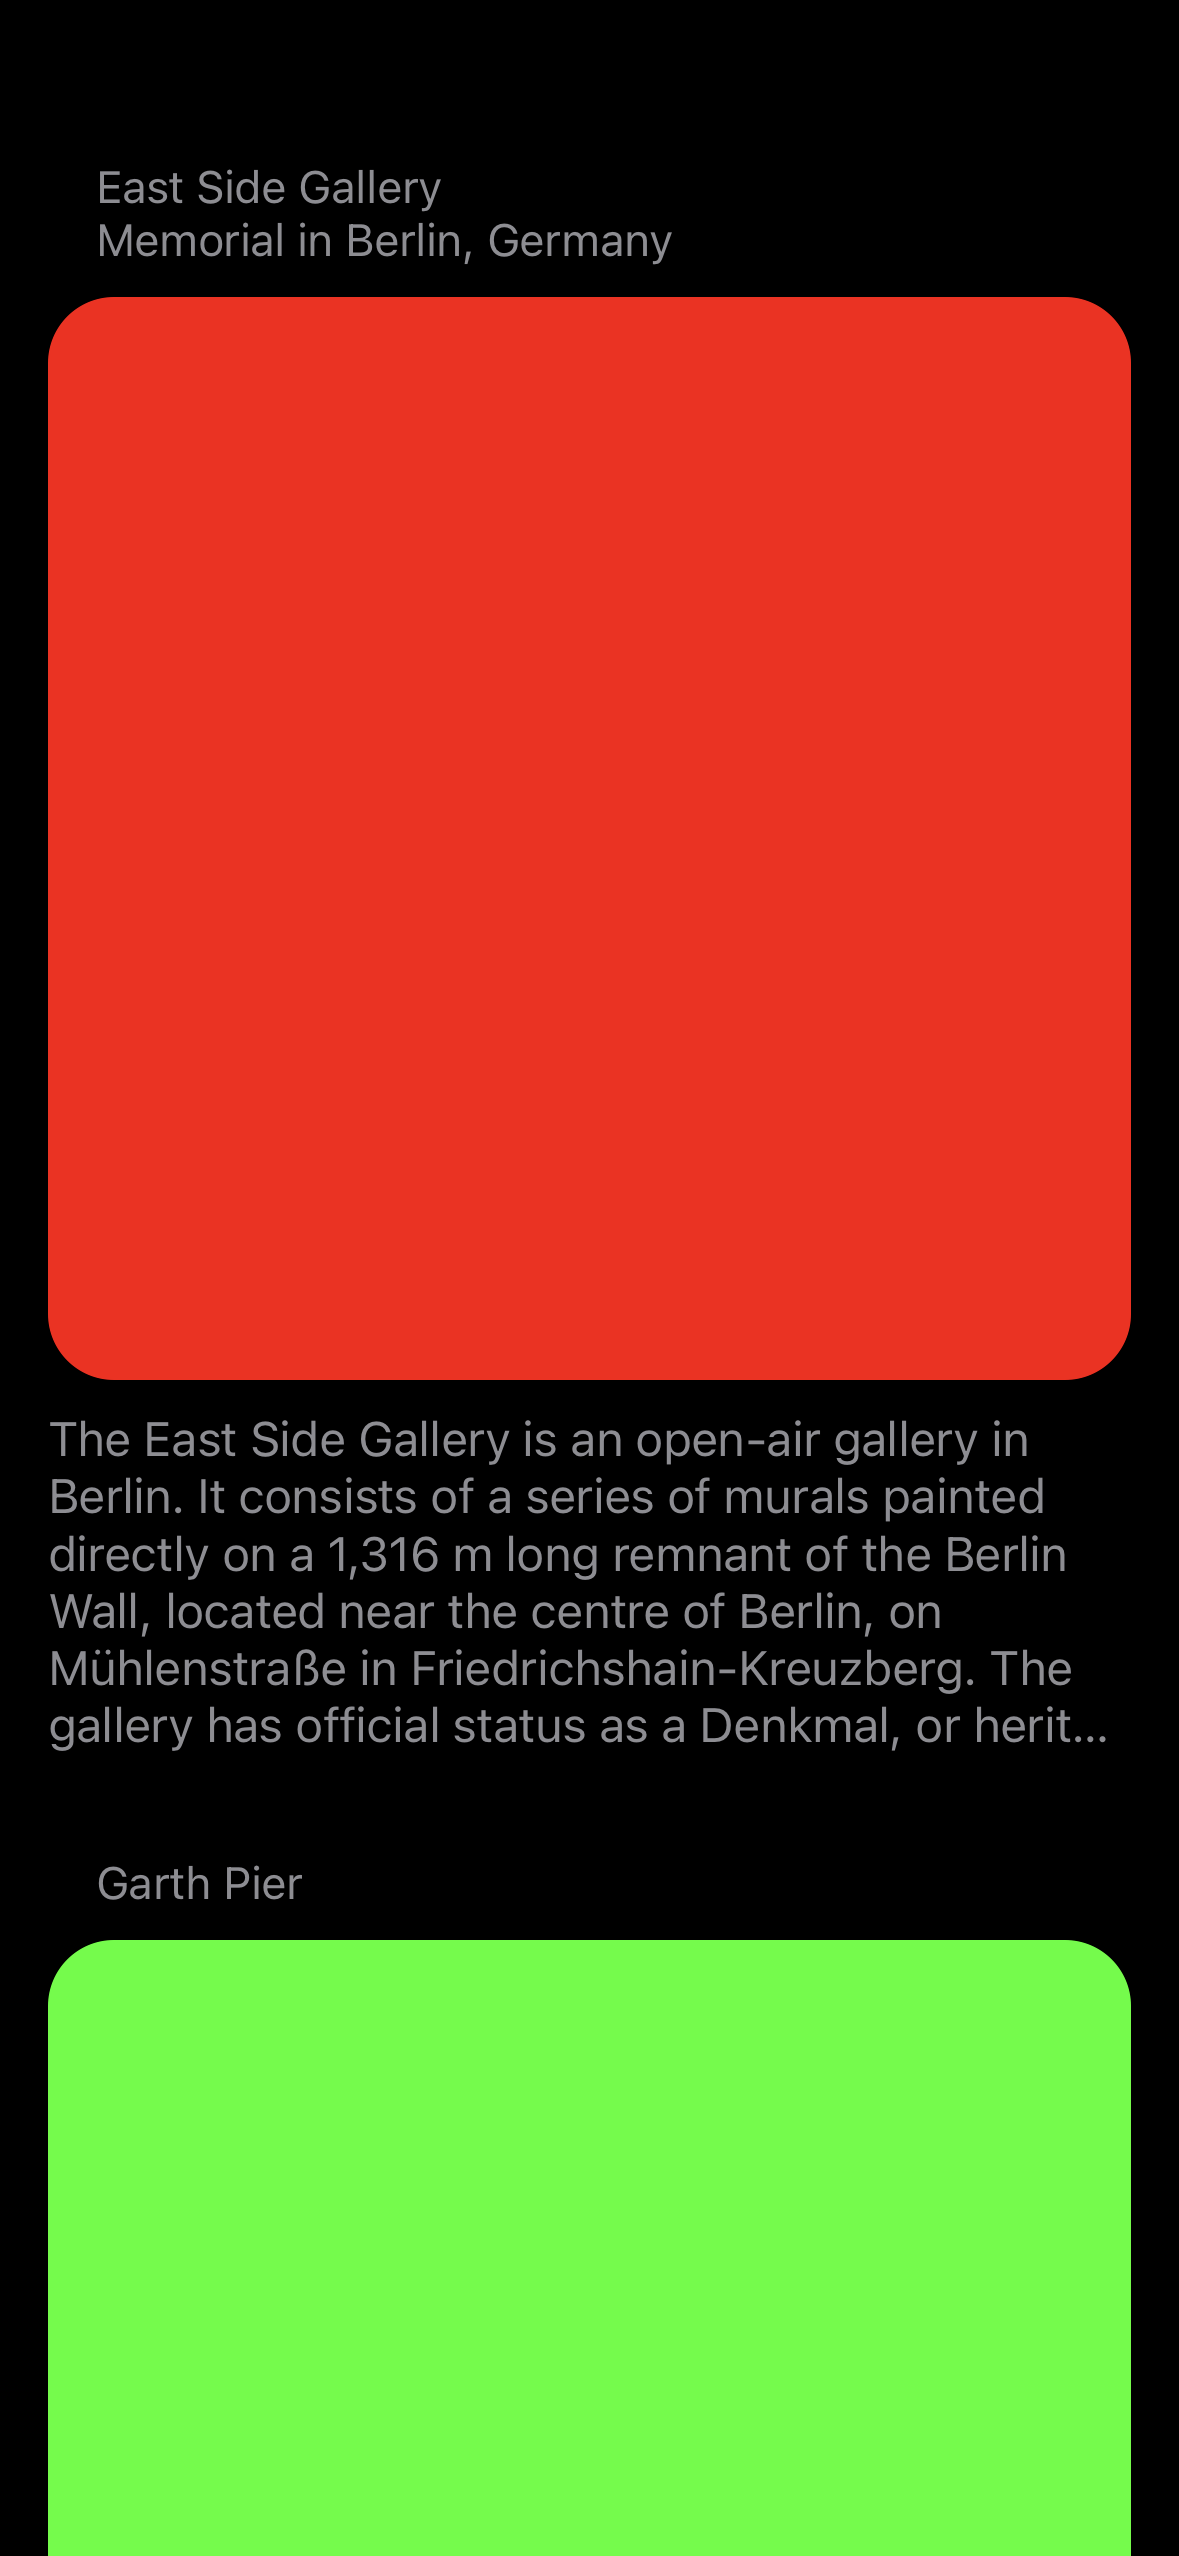 East Side Gallery
Memorial in Berlin, Germany
The East Side Gallery is an open-air gallery in
Berlin. It consists of a series of murals painted
directly on a 1,316 m long remnant of the Berlin
Wall, located near the centre of Berlin, on
Mühlenstraße in Friedrichshain-Kreuzberg. The
gallery has official status as a Denkmal, or herit...
Garth Pier